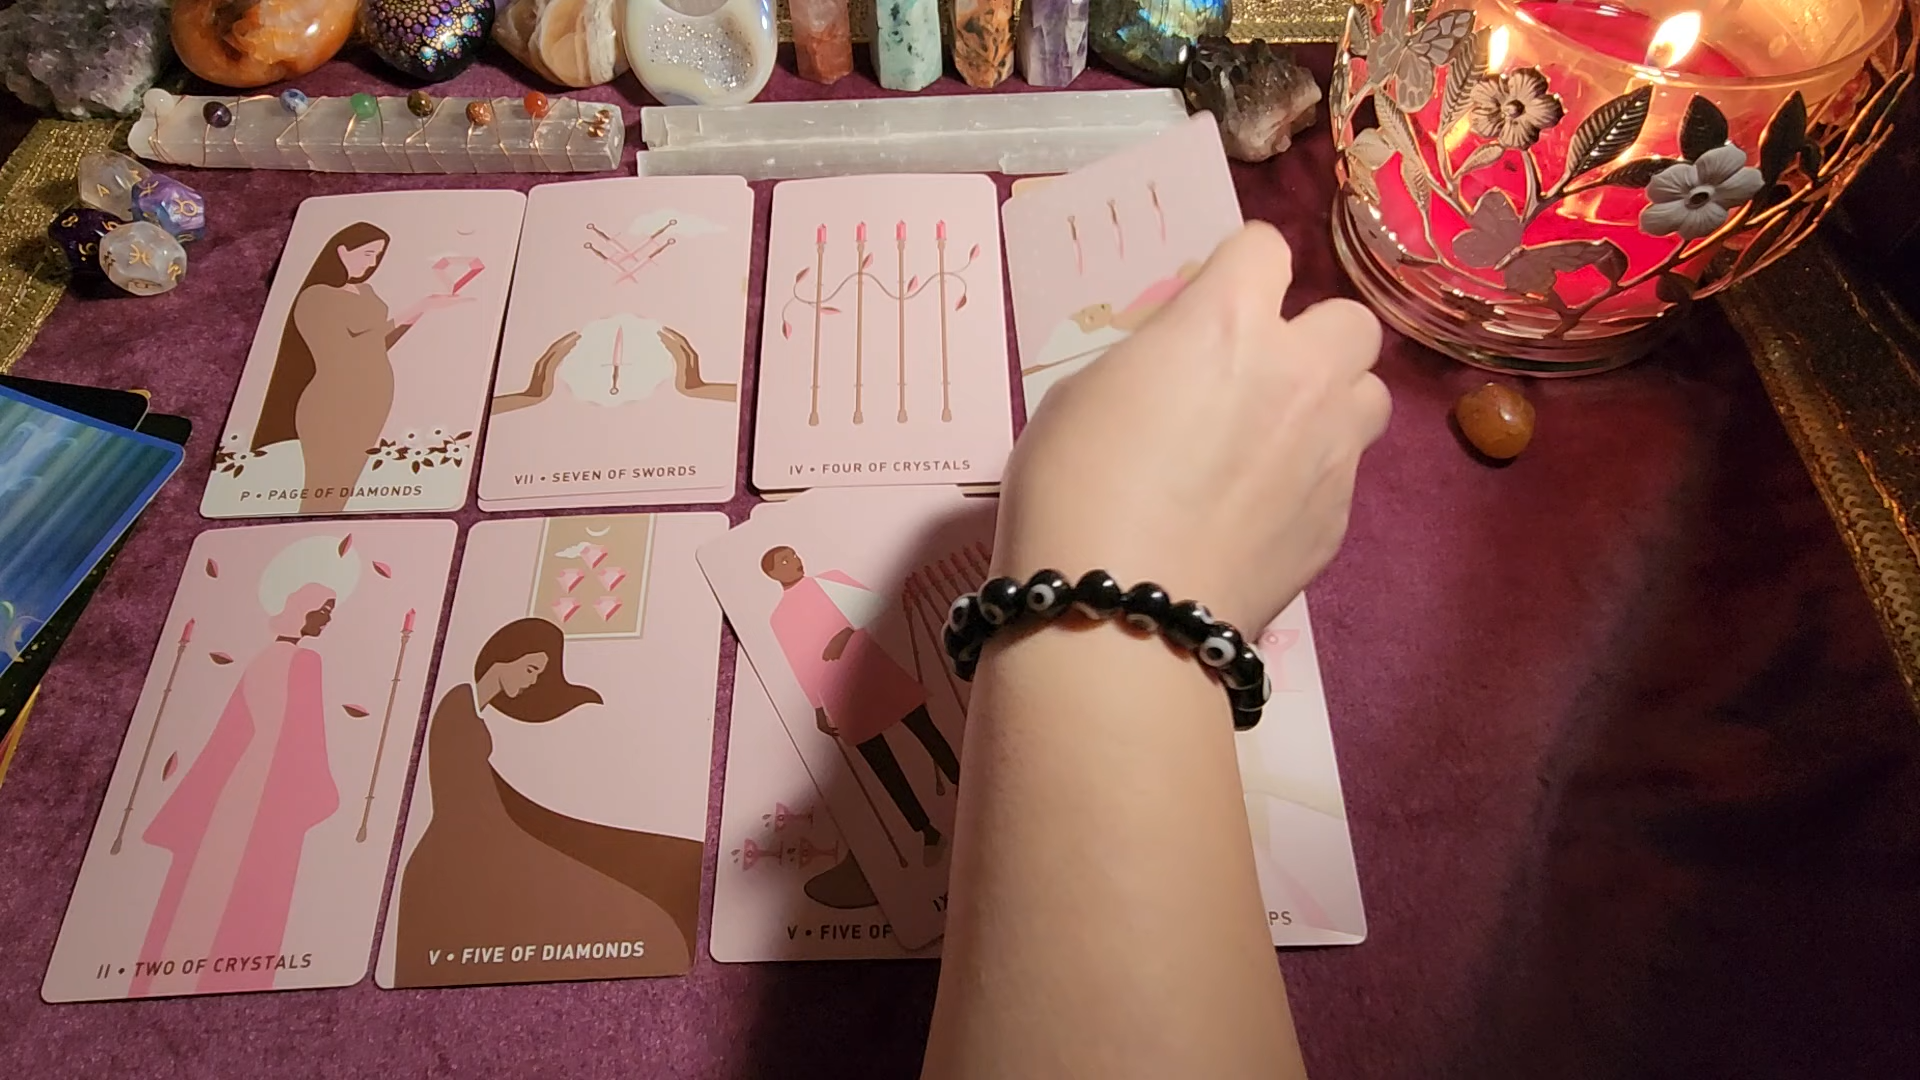 P • PAGE OF DIAMONDS
VII • SEVEN OF SWORDS
IV • FOUR OF CRYSTALS
II • TWO OF CRYSTALS
V • FIVE OF DIAMONDS
V • FIVE OF
IX
PS